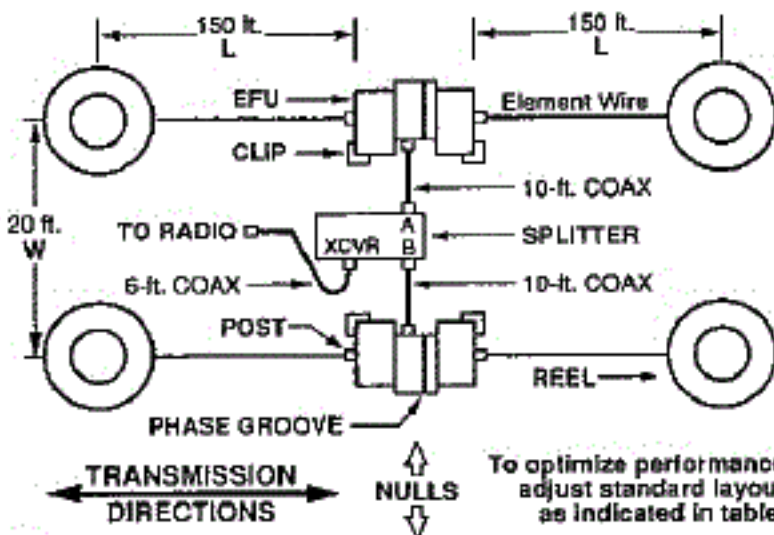 150 ft.
L
150 ft.
L
EFU
Element Wire
CLIP
10-ft. COAX
20 ft.
W
TO RADIO
XCVR
A
B
SPLITTER
6-ft. COAX
10-ft. COAX
POST
REEL
PHASE GROOVE
TRANSMISSION
DIRECTIONS
NULLS
To optimize performance
adjust standard layou
as indicated in table